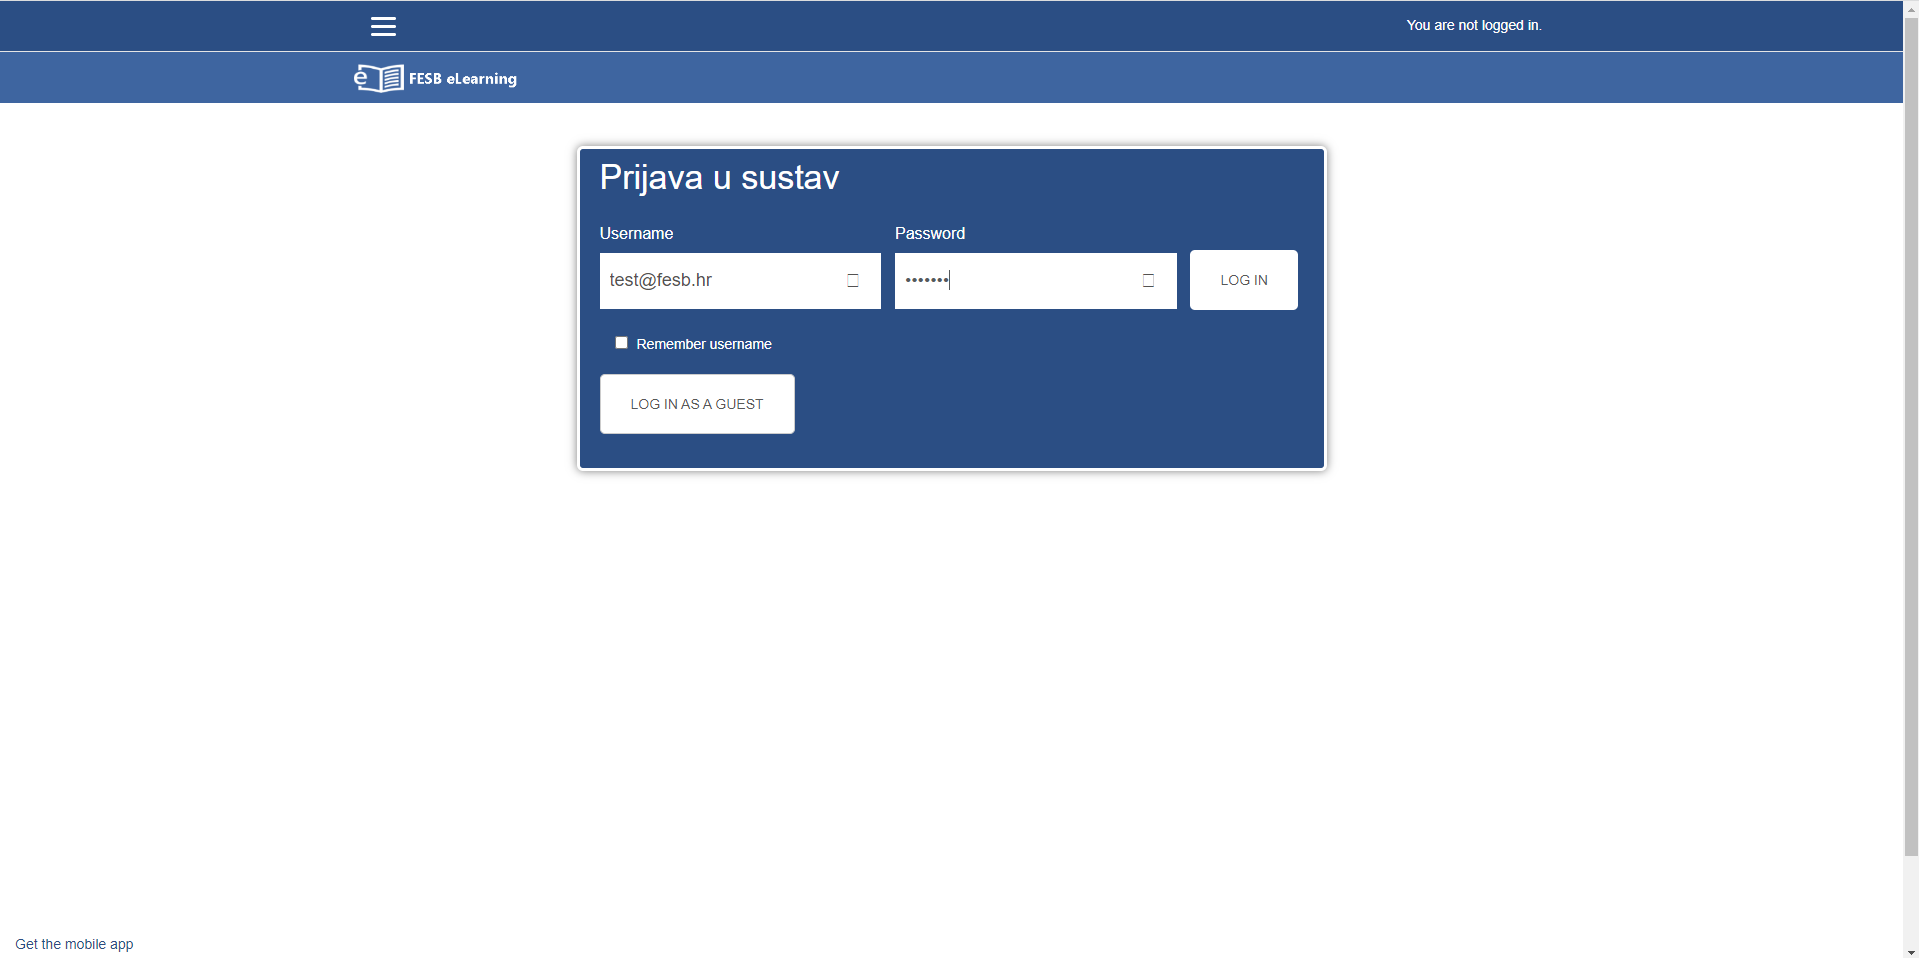 You are not logged in.
e FESB eLearning
Prijava u sustav
Username
Password
test@fesb.hr
•••••••
LOG IN
Remember username
LOG IN AS A GUEST
Get the mobile app